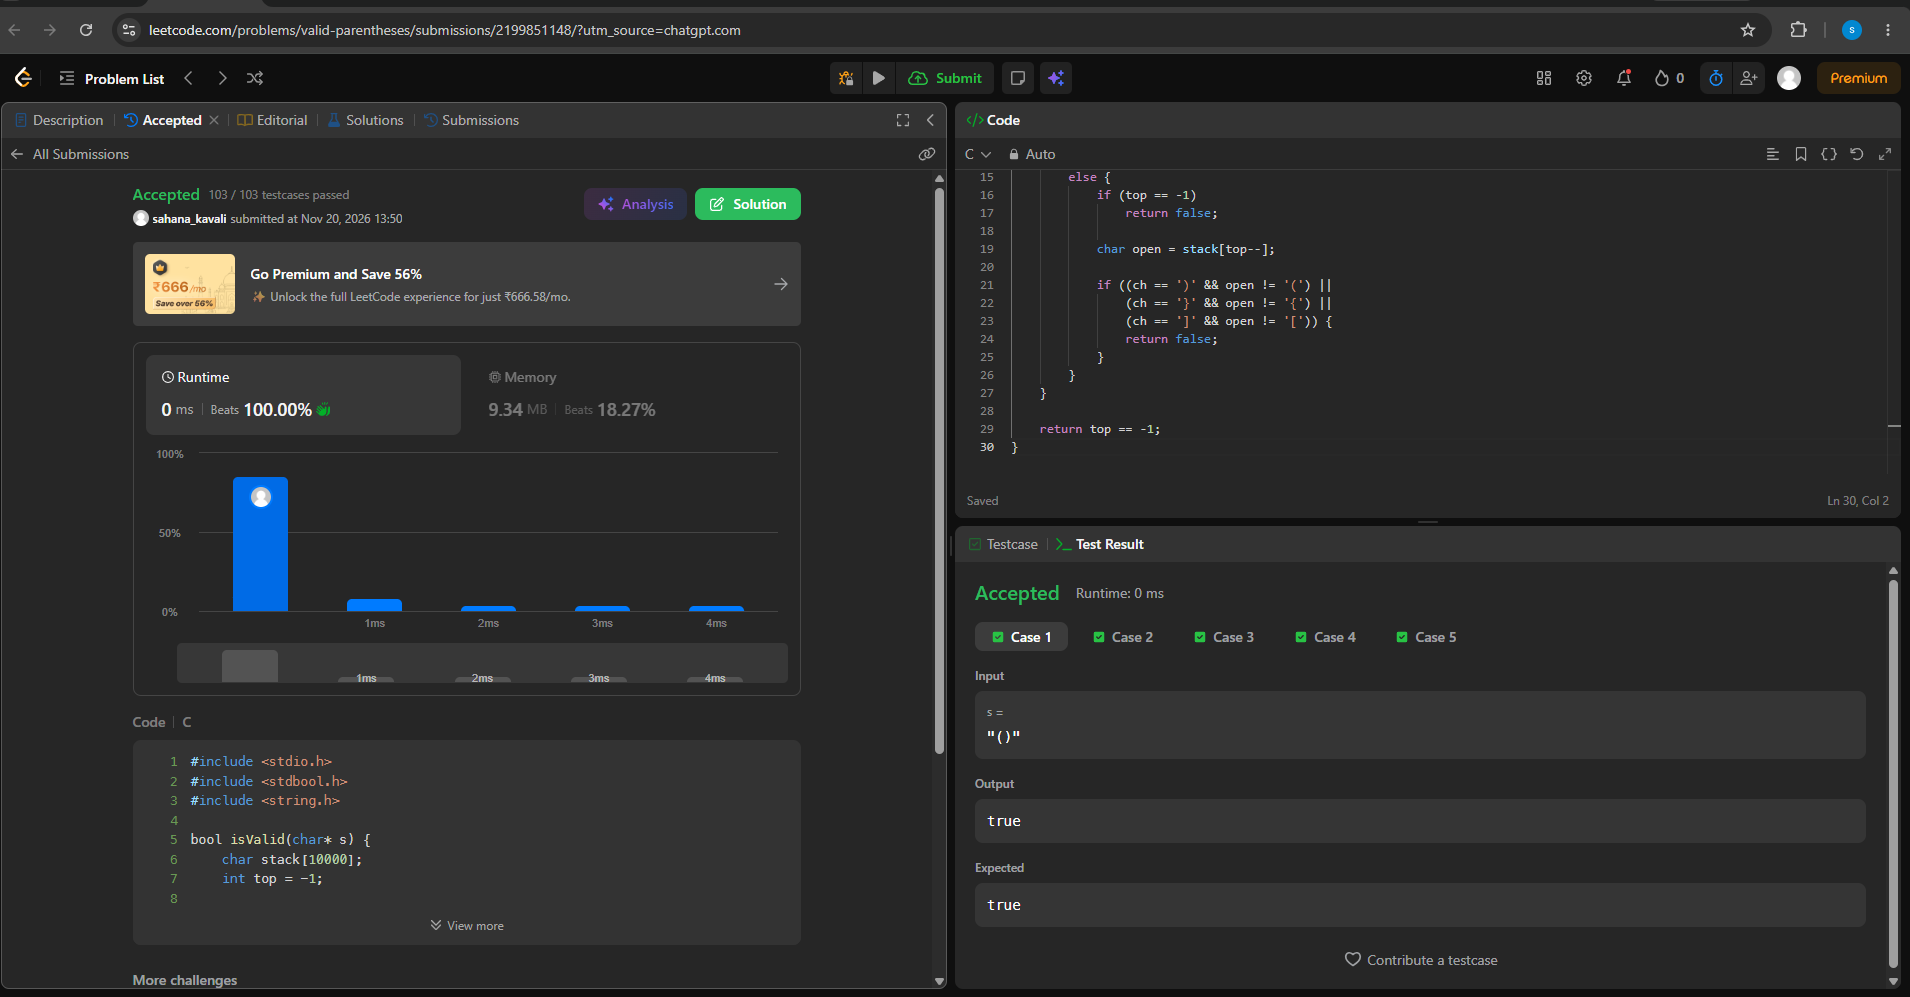 leetcode.com/problems/valid-parentheses/submissions/2199851148/?utm_source=chatgpt.com
s
Problem List
Submit
0
Premium
Description
Accepted
Editorial
Solutions
Submissions
All Submissions
Accepted 103 / 103 testcases passed
sahana_kavali submitted at Nov 20, 2026 13:50
Analysis
Solution
₹666/mo
Save over 56%
Go Premium and Save 56%
Unlock the full LeetCode experience for just ₹666.58/mo.
Runtime
0 ms Beats 100.00%
Memory
9.34 MB Beats 18.27%
100%
50%
0%
1ms 2ms 3ms 4ms
1ms 2ms 3ms 4ms
Code C
1 #include <stdio.h>
2 #include <stdbool.h>
3 #include <string.h>
4
5 bool isValid(char* s) {
6 char stack[10000];
7 int top = -1;
8
View more
More challenges
</> Code
C Auto
15 else {
16 if (top == -1)
17 return false;
18
19 char open = stack[top--];
20
21 if ((ch == ')' && open != '(') ||
22 (ch == '}' && open != '{') ||
23 (ch == ']' && open != '[')) {
24 return false;
25 }
26 }
27 }
28
29 return top == -1;
30 }
Saved
Ln 30, Col 2
Testcase
>_ Test Result
Accepted Runtime: 0 ms
Case 1 Case 2 Case 3 Case 4 Case 5
Input
s =
"()"
Output
true
Expected
true
Contribute a testcase